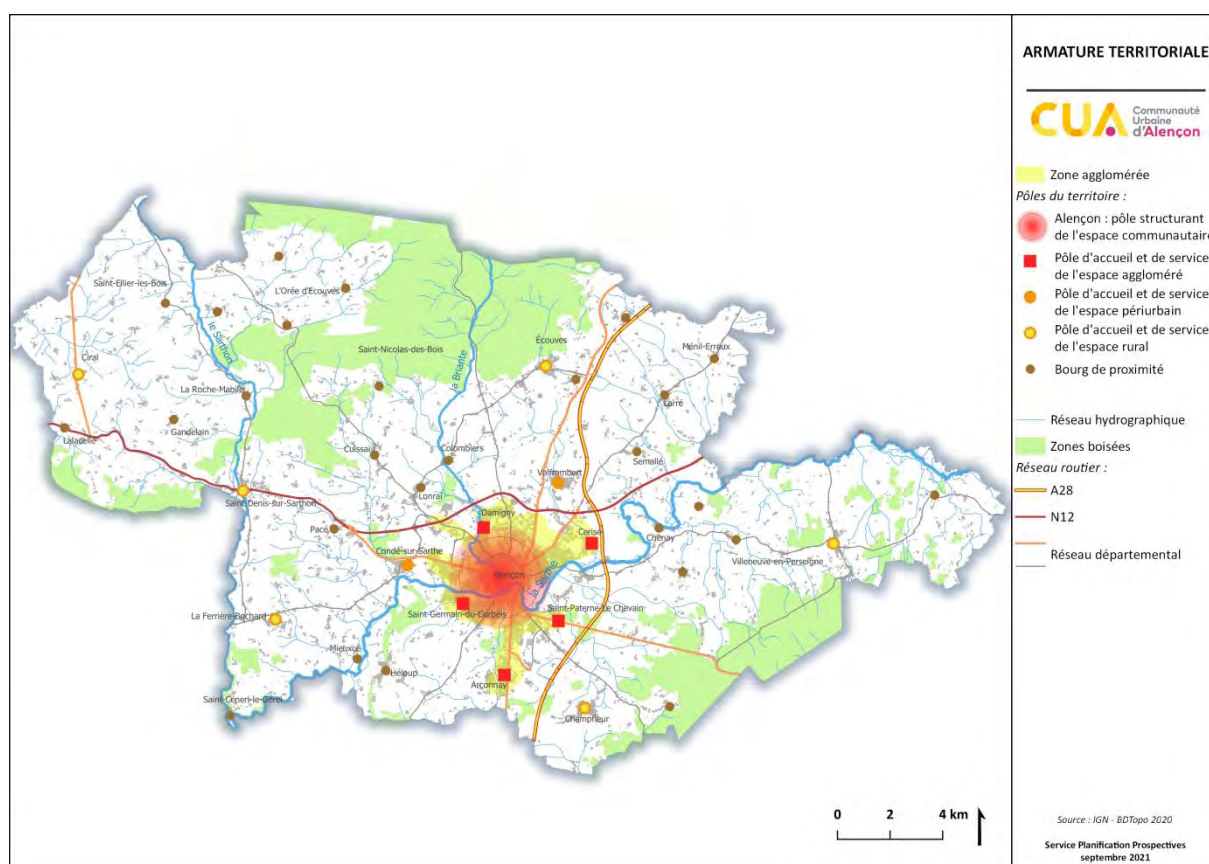 ARMATURE TERRITORIALE
CUA
Communauté
Urbaine
d'Alençon
Zone agglomérée
Pôles du territoire :
Alençon : pôle structurant
de l'espace communautaire
Pôle d'accueil et de service
de l'espace aggloméré
Pôle d'accueil et de service
de l'espace périurbain
Pôle d'accueil et de service
de l'espace rural
Bourg de proximité
Réseau hydrographique
Zones boisées
Réseau routier :
A28
N12
Réseau départemental
Source : IGN - BDTopo 2020
Service Planification Prospectives
septembre 2021
Saint-Ellier-les-Bois
L'Orée d'Ecouves
le Sarthon
Saint-Nicolas-des-Bois
la Briante
Écouves
Ménil-Erreux
Ciral
La Roche-Mabile
Larré
Gandelain
Lalacelle
Cuissai
Colombiers
Semallé
Valframbert
Lonrai
Saint-Denis-sur-Sarthon
Damigny
Pacé
Cerisé
Chenay
Condé-sur-Sarthe
Villeneuve-en-Perseigne
Alençon
la Sarthe
La Ferrière-Bochard
Saint-Germain-du-Corbéis
Saint-Paterne-Le Chevain
Mieuxcé
Héloup
Arçonnay
Saint-Céneri-le-Gérei
Champfleur
0 2 4 km